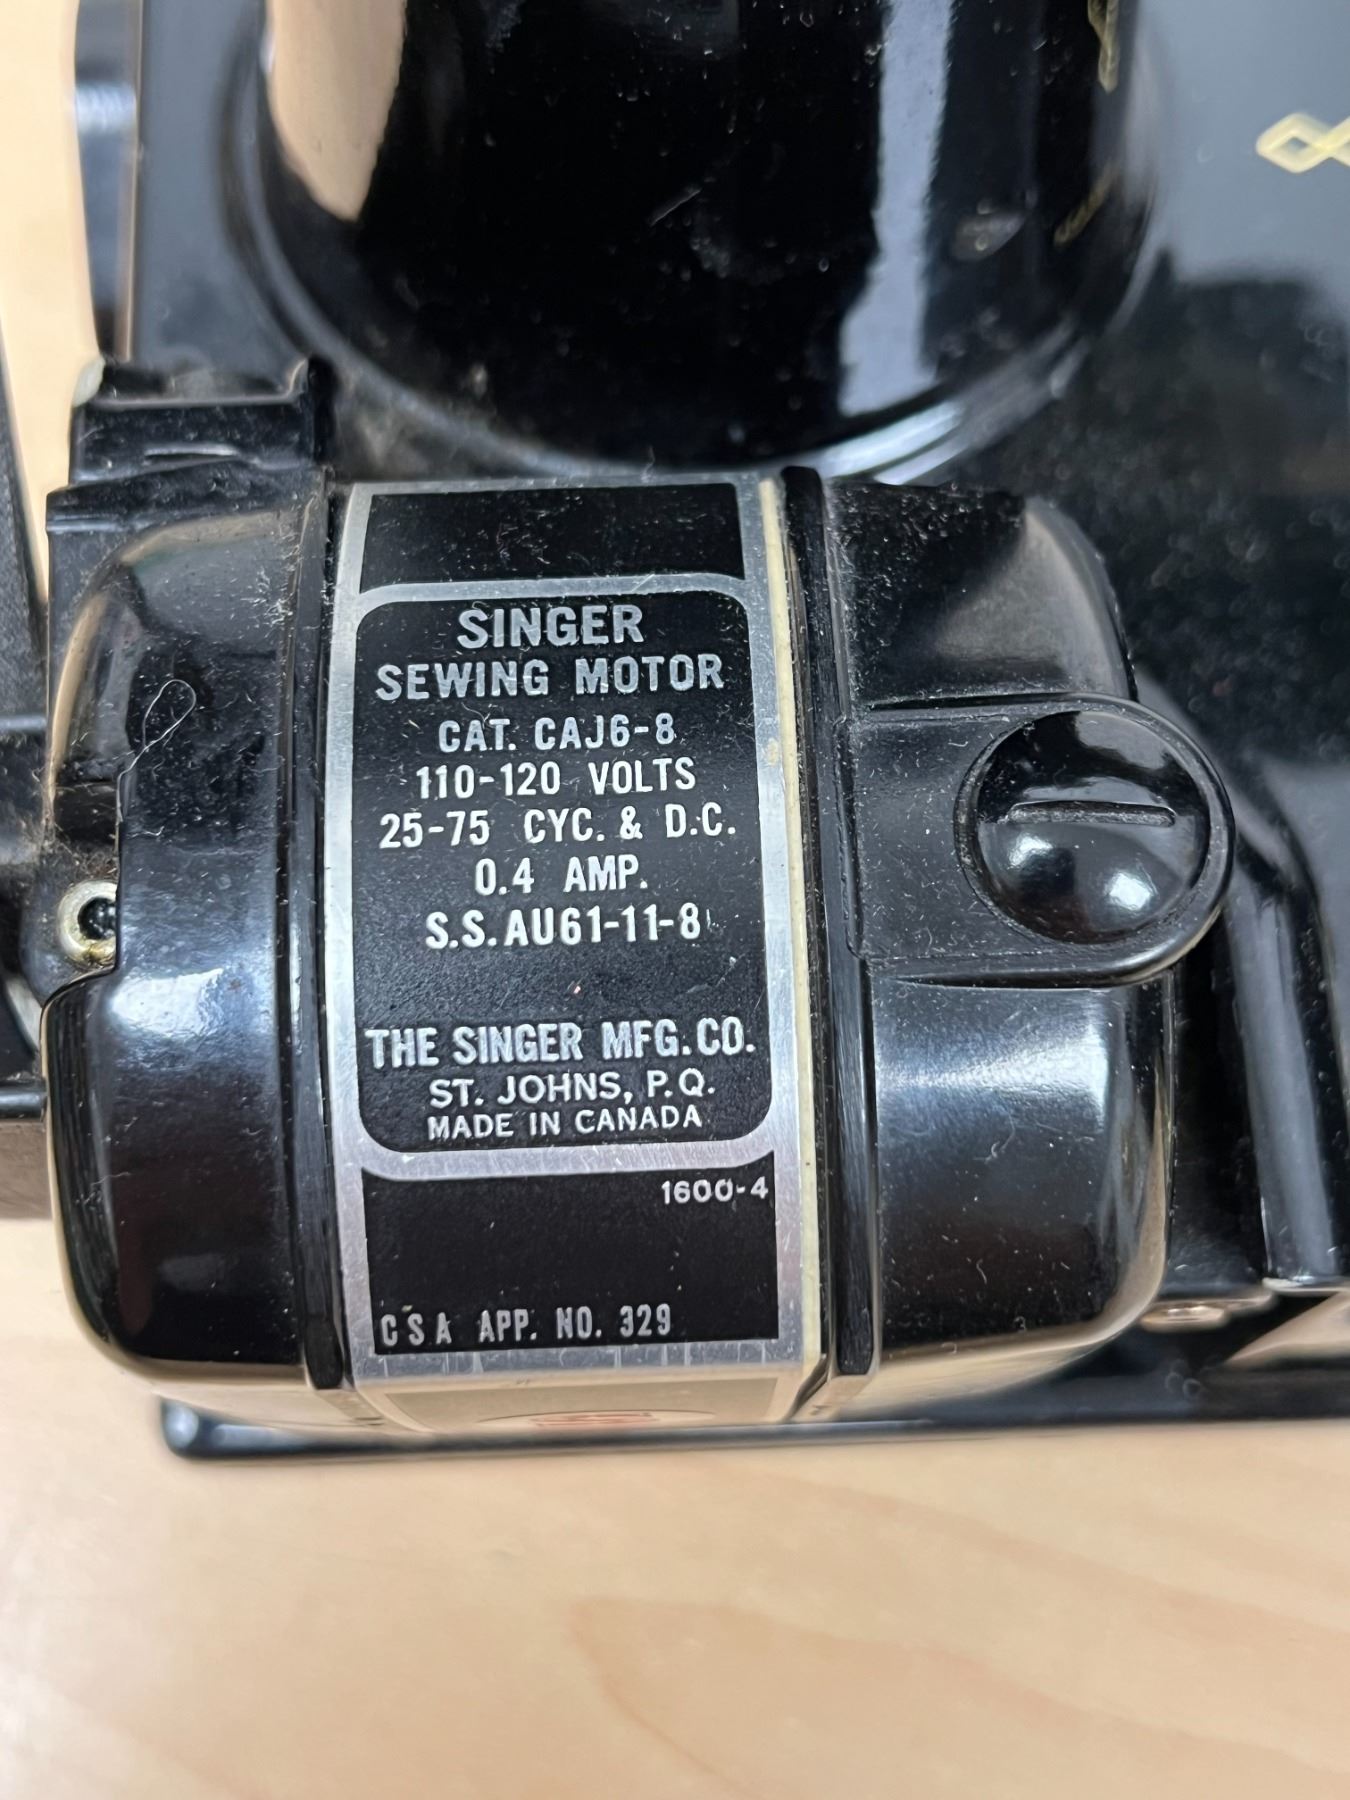 SINGER
SEWING MOTOR
CAT. CAJ6-8
110-120 VOLTS
25-75 CYC. & D.C.
0.4 AMP.
S.S. AU61-11-8
THE SINGER MFG. CO.
ST. JOHNS, P.Q.
MADE IN CANADA
1600-4
CSA APP. NO. 329